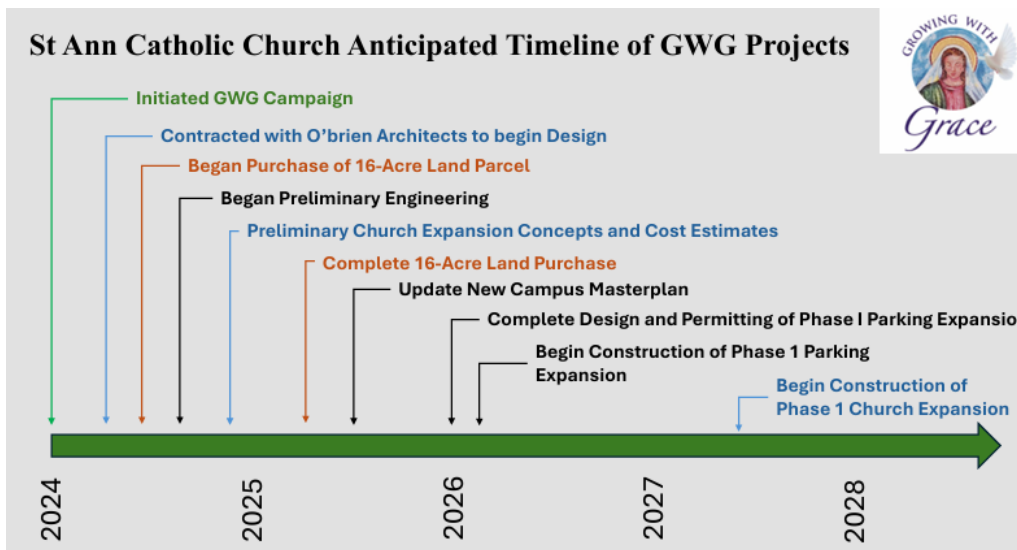 St Ann Catholic Church Anticipated Timeline of GWG Projects
GROWING WITH
Grace
Initiated GWG Campaign
Contracted with O'brien Architects to begin Design
Began Purchase of 16-Acre Land Parcel
Began Preliminary Engineering
Preliminary Church Expansion Concepts and Cost Estimates
Complete 16-Acre Land Purchase
Update New Campus Masterplan
Complete Design and Permitting of Phase I Parking Expansio
Begin Construction of Phase 1 Parking
Expansion
Begin Construction of
Phase 1 Church Expansion
2024
2025
2026
2027
2028